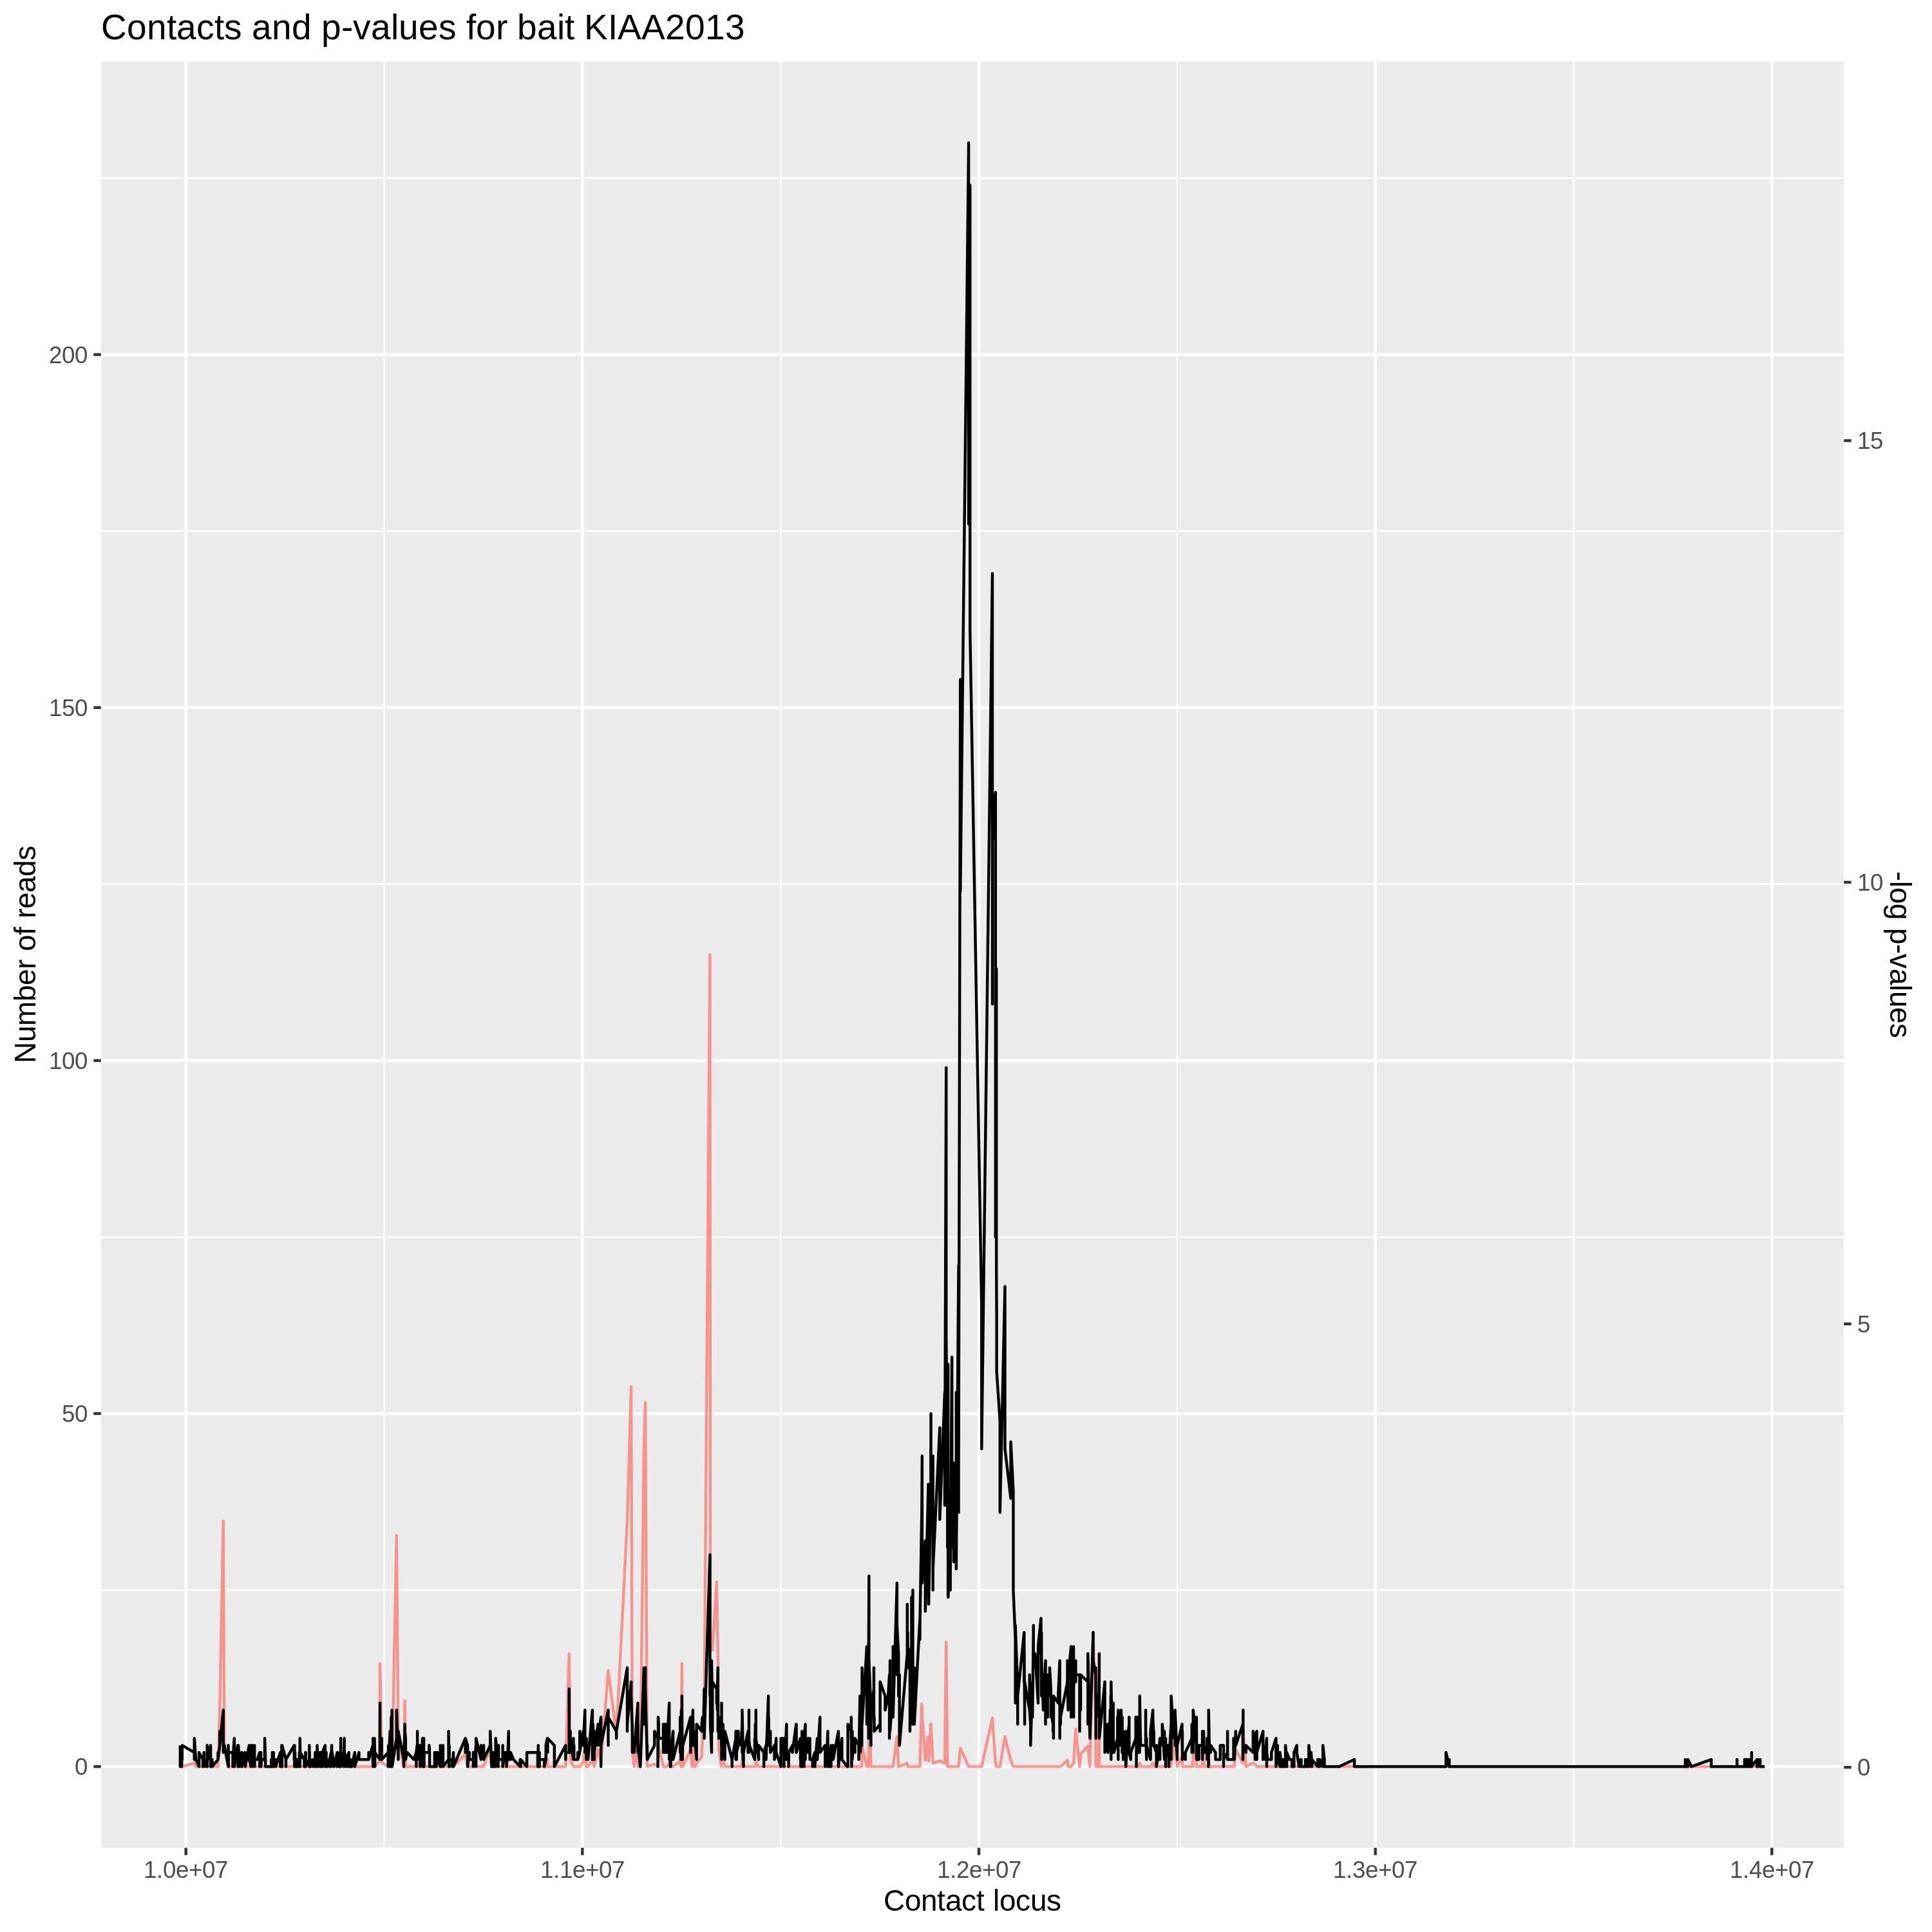 Contacts and p-values for bait KIAA2013
Number of reads
200
150
100
50
0
15
10
5
0
-log p-values
1.0e+07
1.1e+07
1.2e+07
1.3e+07
1.4e+07
Contact locus